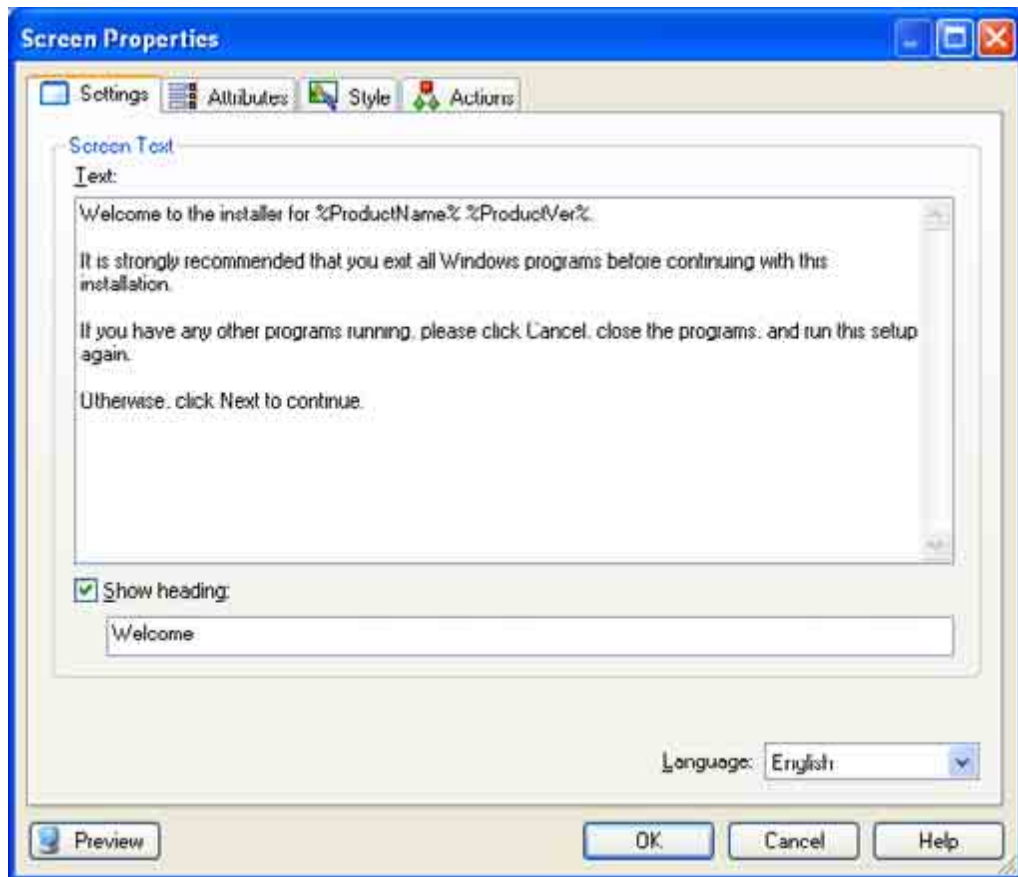 Screen Properties
Settings Attributes Style Actions
Screen Text
Text:
Welcome to the installer for %ProductName% %ProductVer%.
It is strongly recommended that you exit all Windows programs before continuing with this
installation.
If you have any other programs running, please click Cancel, close the programs, and run this setup
again.
Otherwise, click Next to continue.
Show heading:
Welcome
Language: English
Preview OK Cancel Help